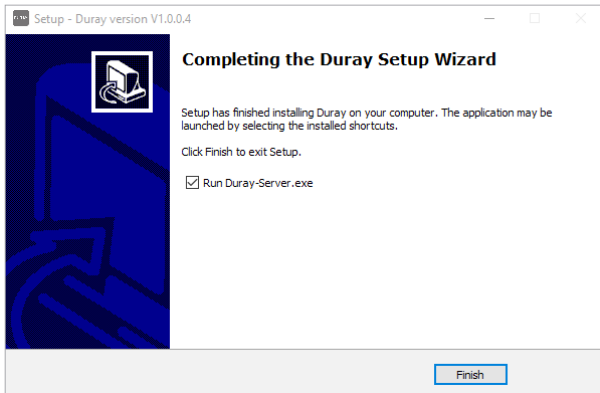 Setup - Duray version V1.0.0.4
Completing the Duray Setup Wizard
Setup has finished installing Duray on your computer. The application may be
launched by selecting the installed shortcuts.
Click Finish to exit Setup.
Run Duray-Server.exe
Finish